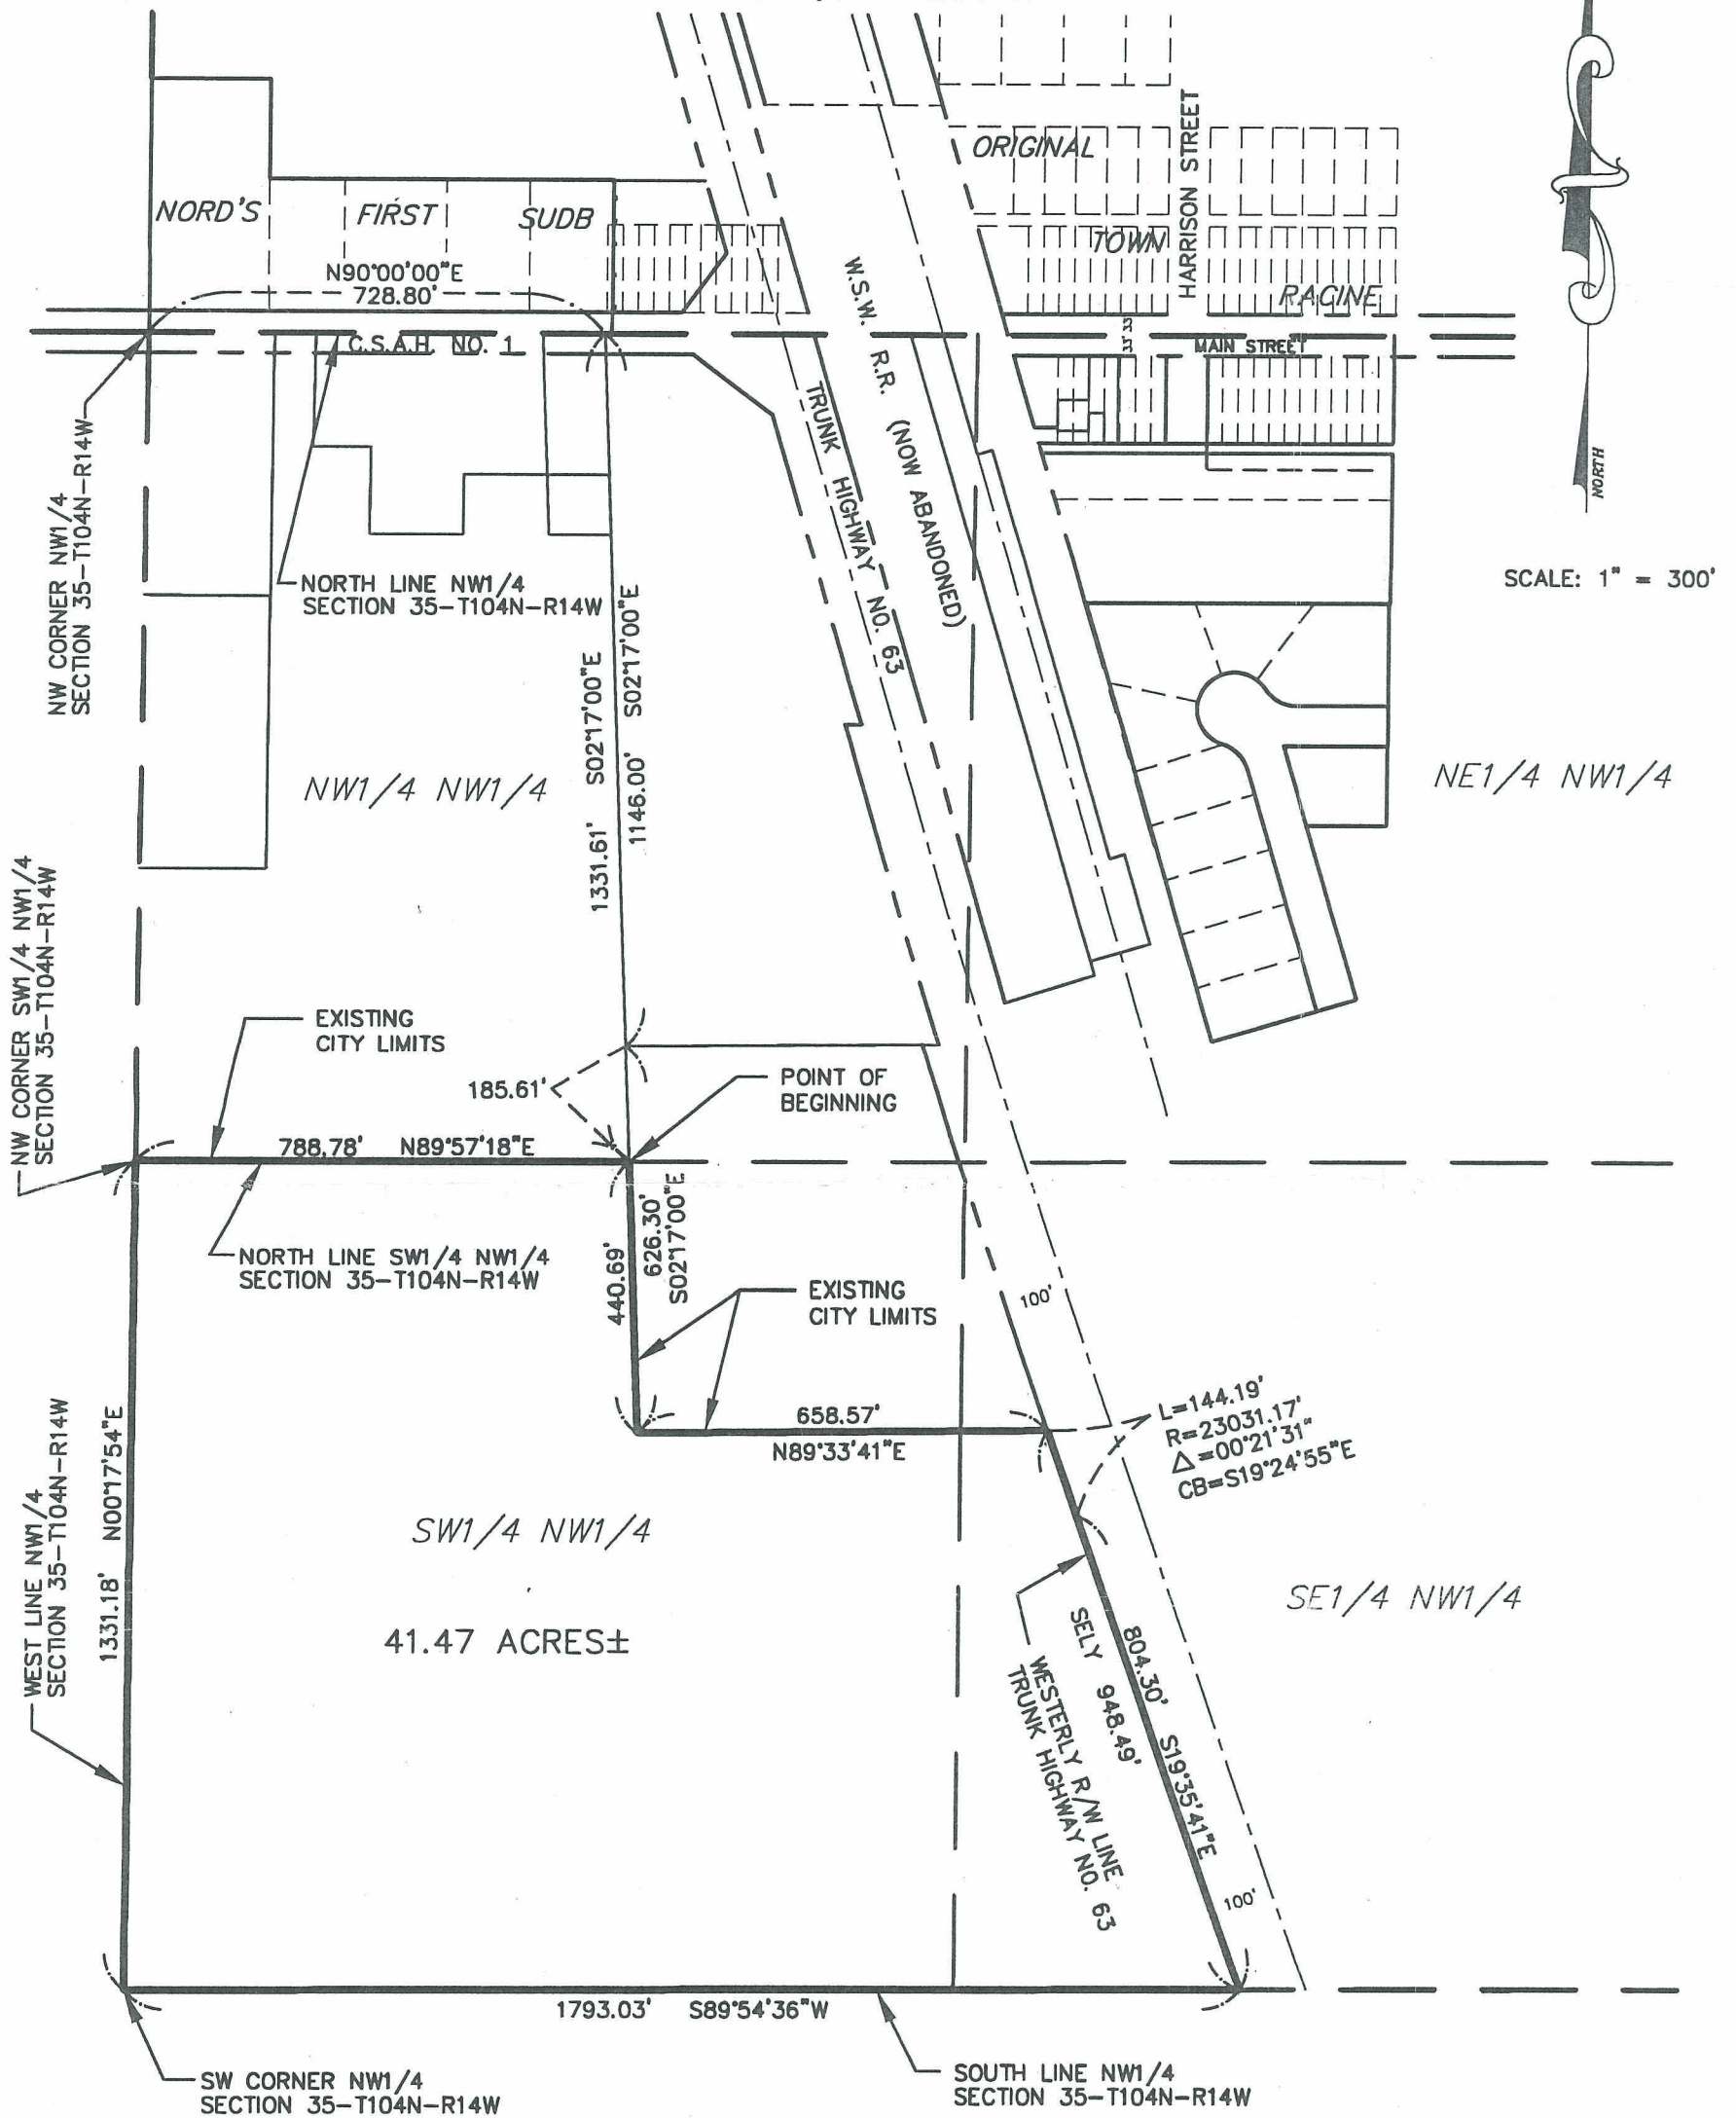 ORIGINAL
HARRISON STREET
NORD'S
FIRST
SUDB
TOWN
RACINE
N90°00'00"E
728.80'
C.S.A.H. NO. 1
33'
33'
MAIN STREET
W.S.W. R.R. (NOW ABANDONED)
TRUNK HIGHWAY NO. 63
NORTH
SCALE: 1" = 300'
NW CORNER NW1/4
SECTION 35-T104N-R14W
NORTH LINE NW1/4
SECTION 35-T104N-R14W
1331.61' S02°17'00"E
1146.00' S02°17'00"E
NW1/4 NW1/4
NE1/4 NW1/4
NW CORNER SW1/4 NW1/4
SECTION 35-T104N-R14W
EXISTING
CITY LIMITS
185.61'
POINT OF
BEGINNING
788.78' N89°57'18"E
NORTH LINE SW1/4 NW1/4
SECTION 35-T104N-R14W
440.69'
626.30'
S02°17'00"E
EXISTING
CITY LIMITS
100'
658.57'
N89°33'41"E
L=144.19'
R=23031.17'
Δ=00°21'31"
CB=S19°24'55"E
WEST LINE NW1/4
SECTION 35-T104N-R14W
1331.18' N00°17'54"E
SW1/4 NW1/4
41.47 ACRES±
SE1/4 NW1/4
804.30' S19°35'41"E
SELY 948.49'
WESTERLY R/W LINE
TRUNK HIGHWAY NO. 63
100'
1793.03' S89°54'36"W
SW CORNER NW1/4
SECTION 35-T104N-R14W
SOUTH LINE NW1/4
SECTION 35-T104N-R14W